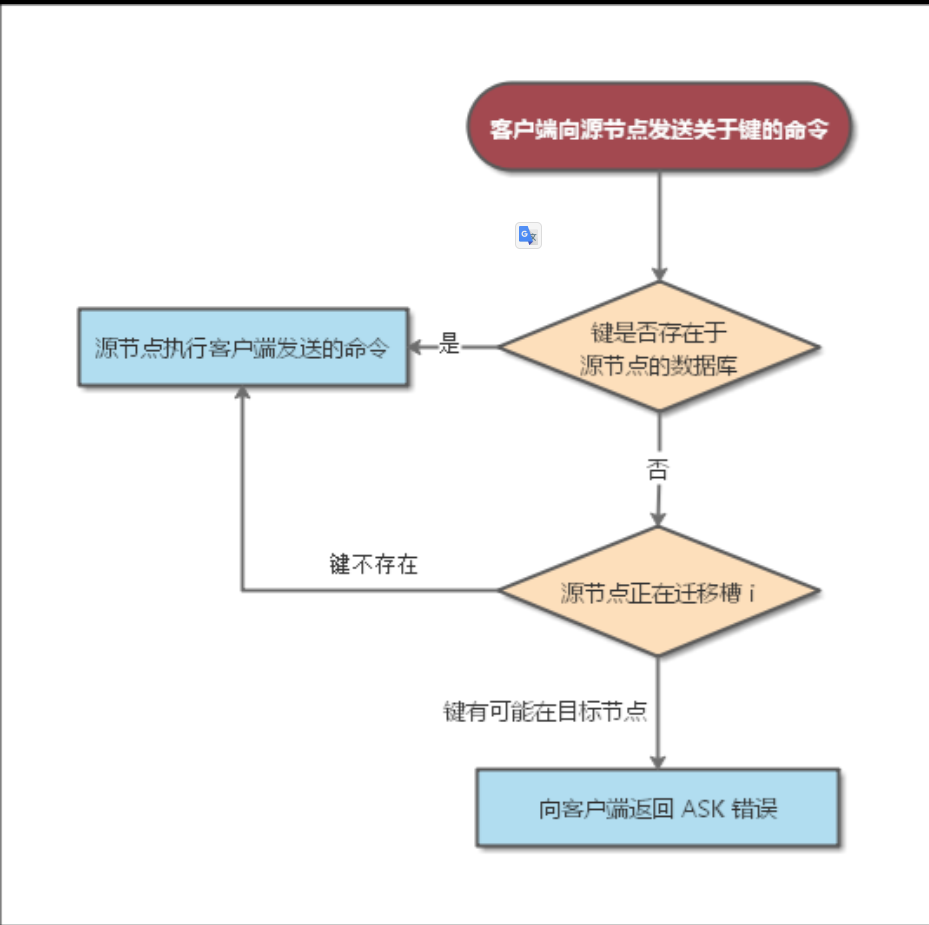 客户端向源节点发送关于键的命令
键是否存在于
源节点的数据库
是
源节点执行客户端发送的命令
否
源节点正在迁移槽 i
键不存在
键有可能在目标节点
向客户端返回 ASK 错误